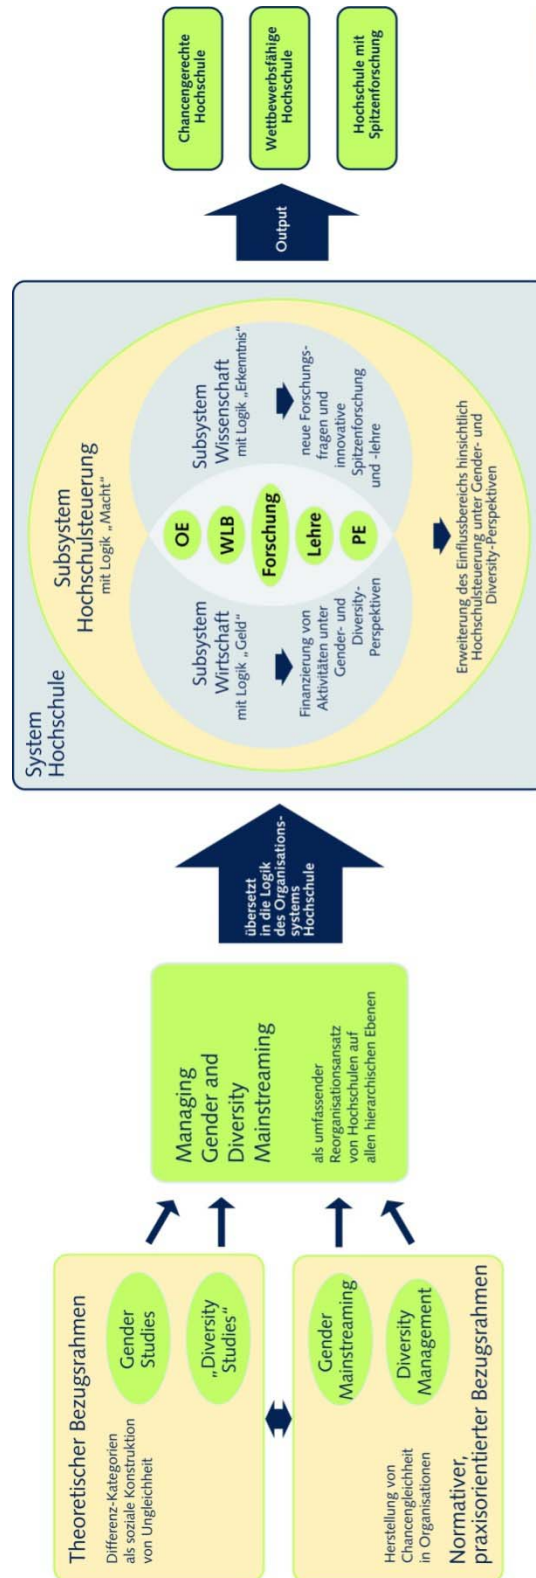 Theoretischer Bezugsrahmen
Differenz-Kategorien
als soziale Konstruktion
von Ungleichheit
Gender
Studies
„Diversity
Studies“
Herstellung von
Chancengleichheit
in Organisationen
Gender
Mainstreaming
Diversity
Management
Normativer,
praxisorientierter Bezugsrahmen
Managing
Gender and
Diversity
Mainstreaming
als umfassender
Reorganisationsansatz
von Hochschulen auf
allen hierarchischen Ebenen
übersetzt
in die Logik
des Organisations-
systems
Hochschule
System
Hochschule
Subsystem
Hochschulsteuerung
mit Logik „Macht“
Subsystem
Wirtschaft
mit Logik „Geld“
Finanzierung von
Aktivitäten unter
Gender- und
Diversity-
Perspektiven
OE
WLB
Forschung
Lehre
PE
Subsystem
Wissenschaft
mit Logik „Erkenntnis“
neue Forschungs-
fragen und
innovative
Spitzenforschung
und -lehre
Erweiterung des Einflussbereichs hinsichtlich
Hochschulsteuerung unter Gender- und
Diversity-Perspektiven
Output
Chancengerechte
Hochschule
Wettbewerbsfähige
Hochschule
Hochschule mit
Spitzenforschung